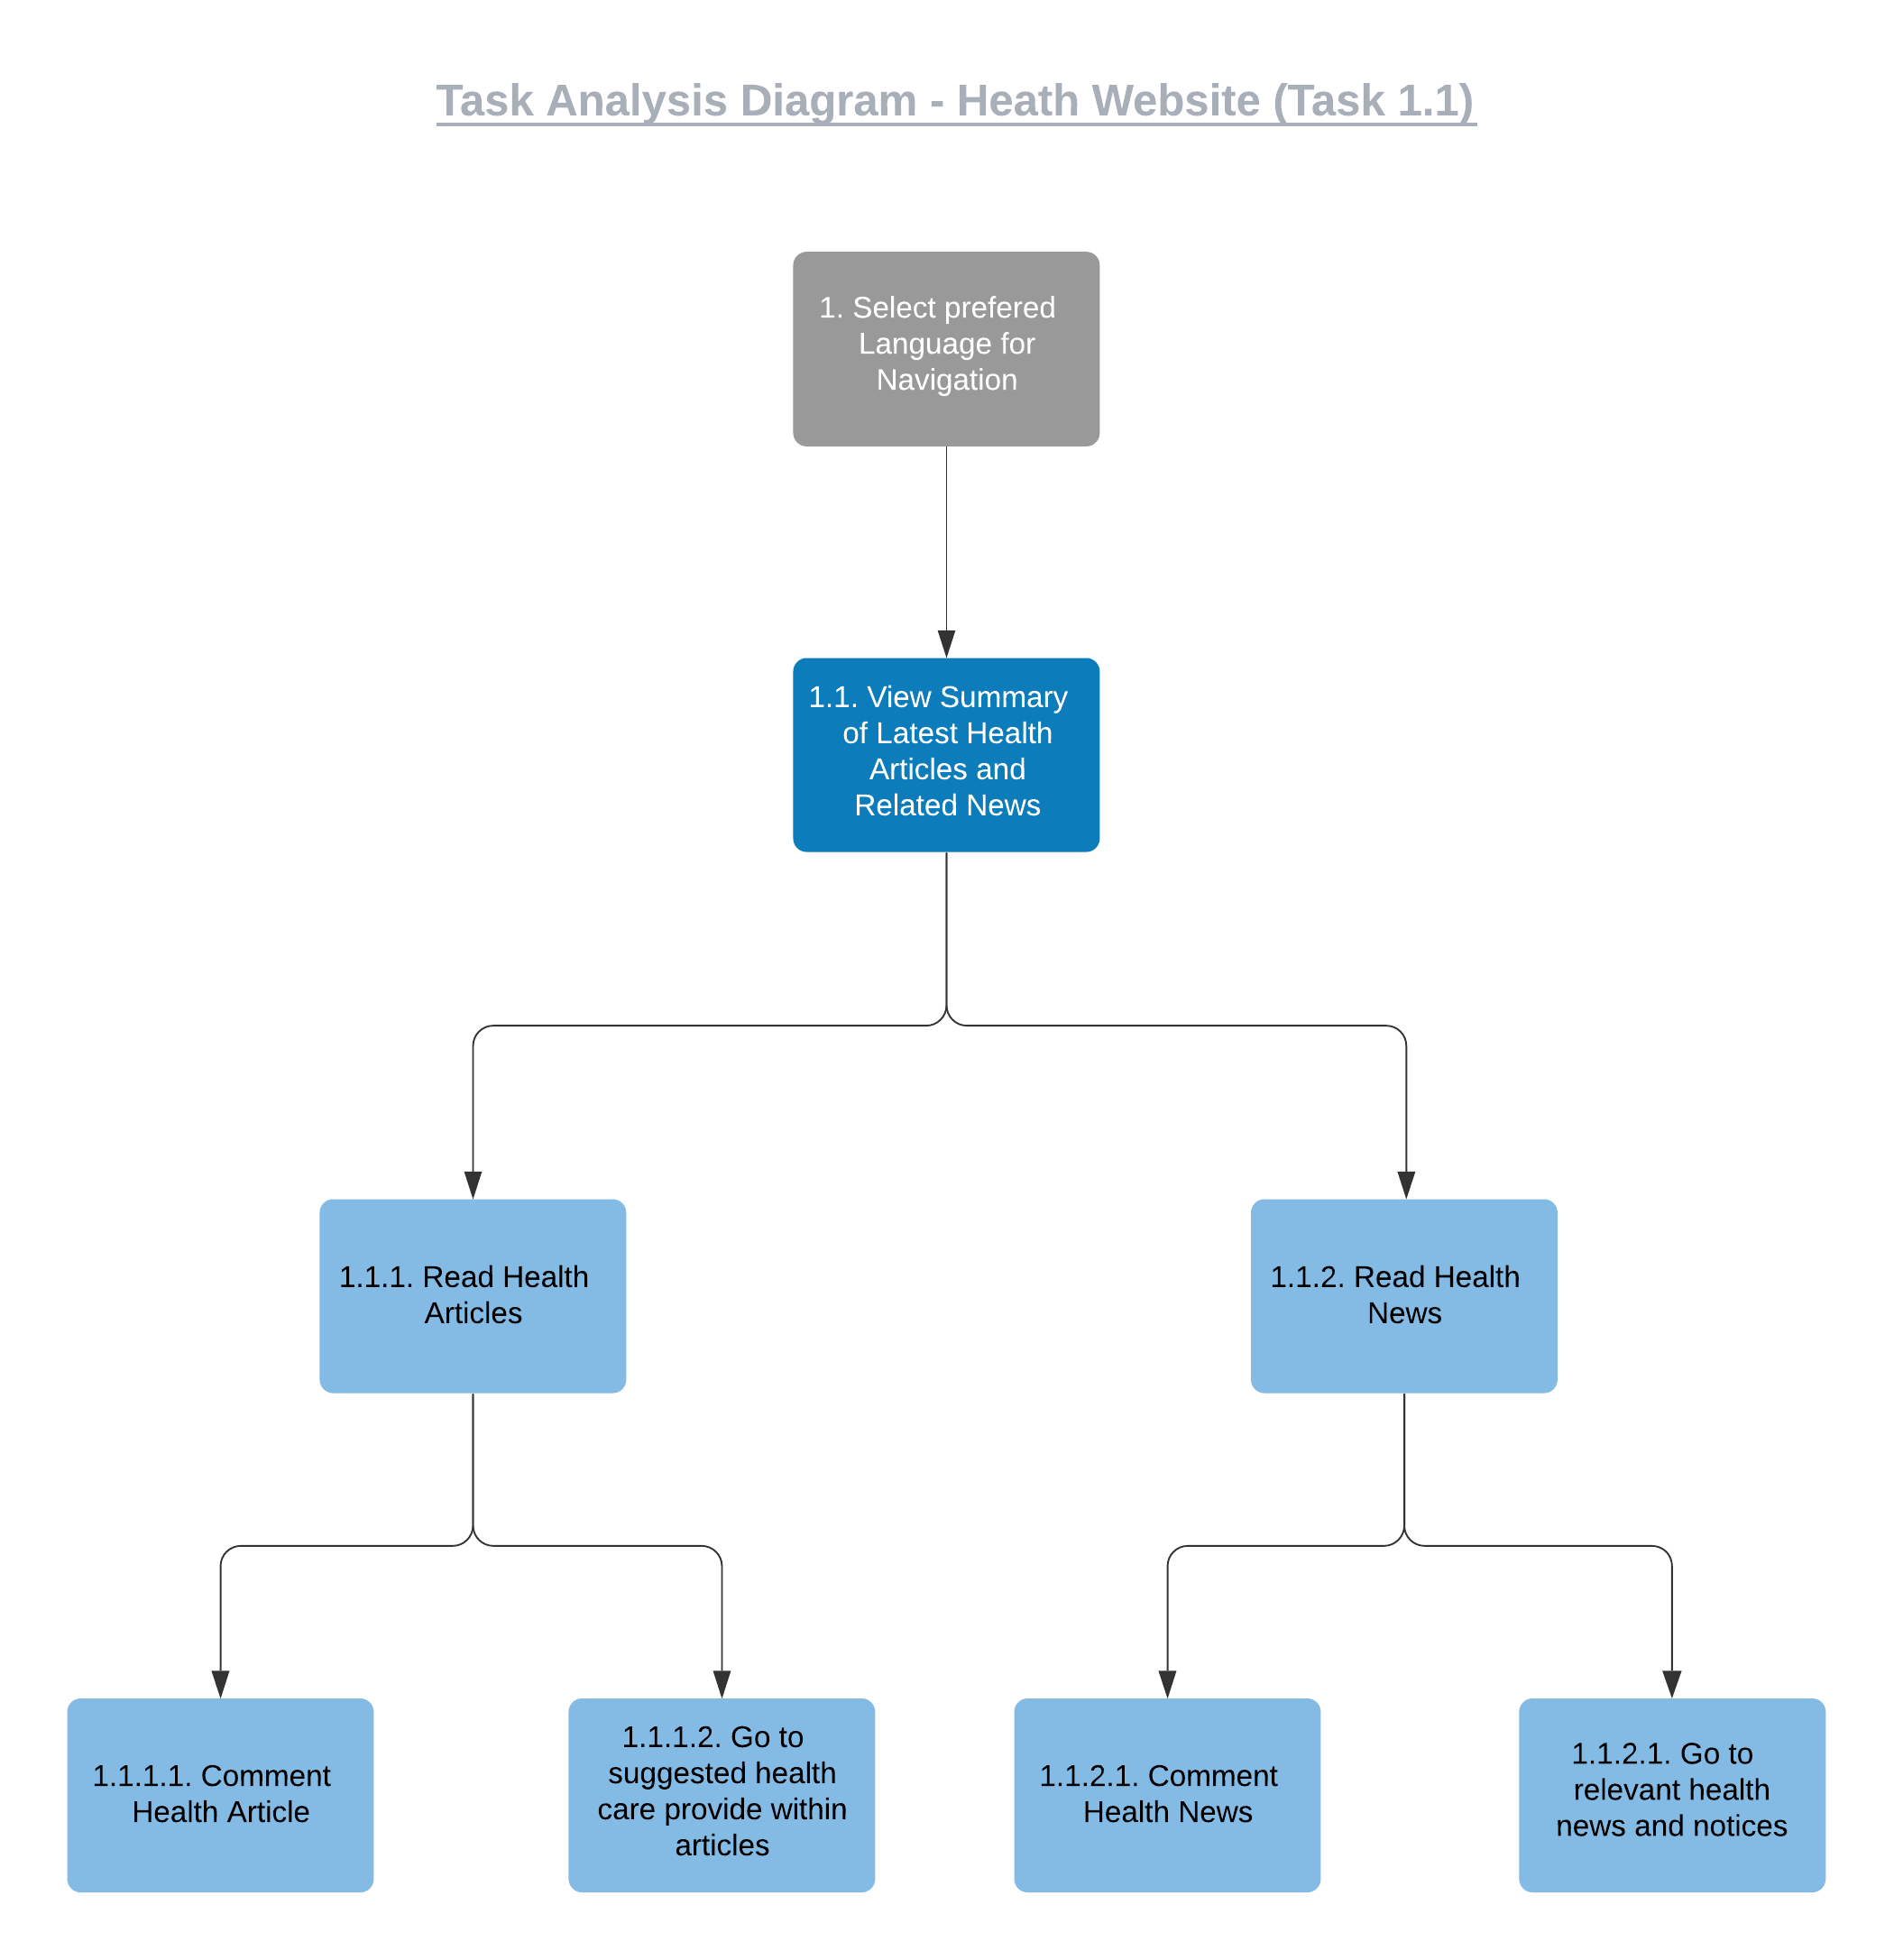 Task Analysis Diagram - Heath Website (Task 1.1)
1. Select prefered
Language for
Navigation
1.1. View Summary
of Latest Health
Articles and
Related News
1.1.1. Read Health
Articles
1.1.2. Read Health
News
1.1.1.1. Comment
Health Article
1.1.1.2. Go to
suggested health
care provide within
articles
1.1.2.1. Comment
Health News
1.1.2.1. Go to
relevant health
news and notices